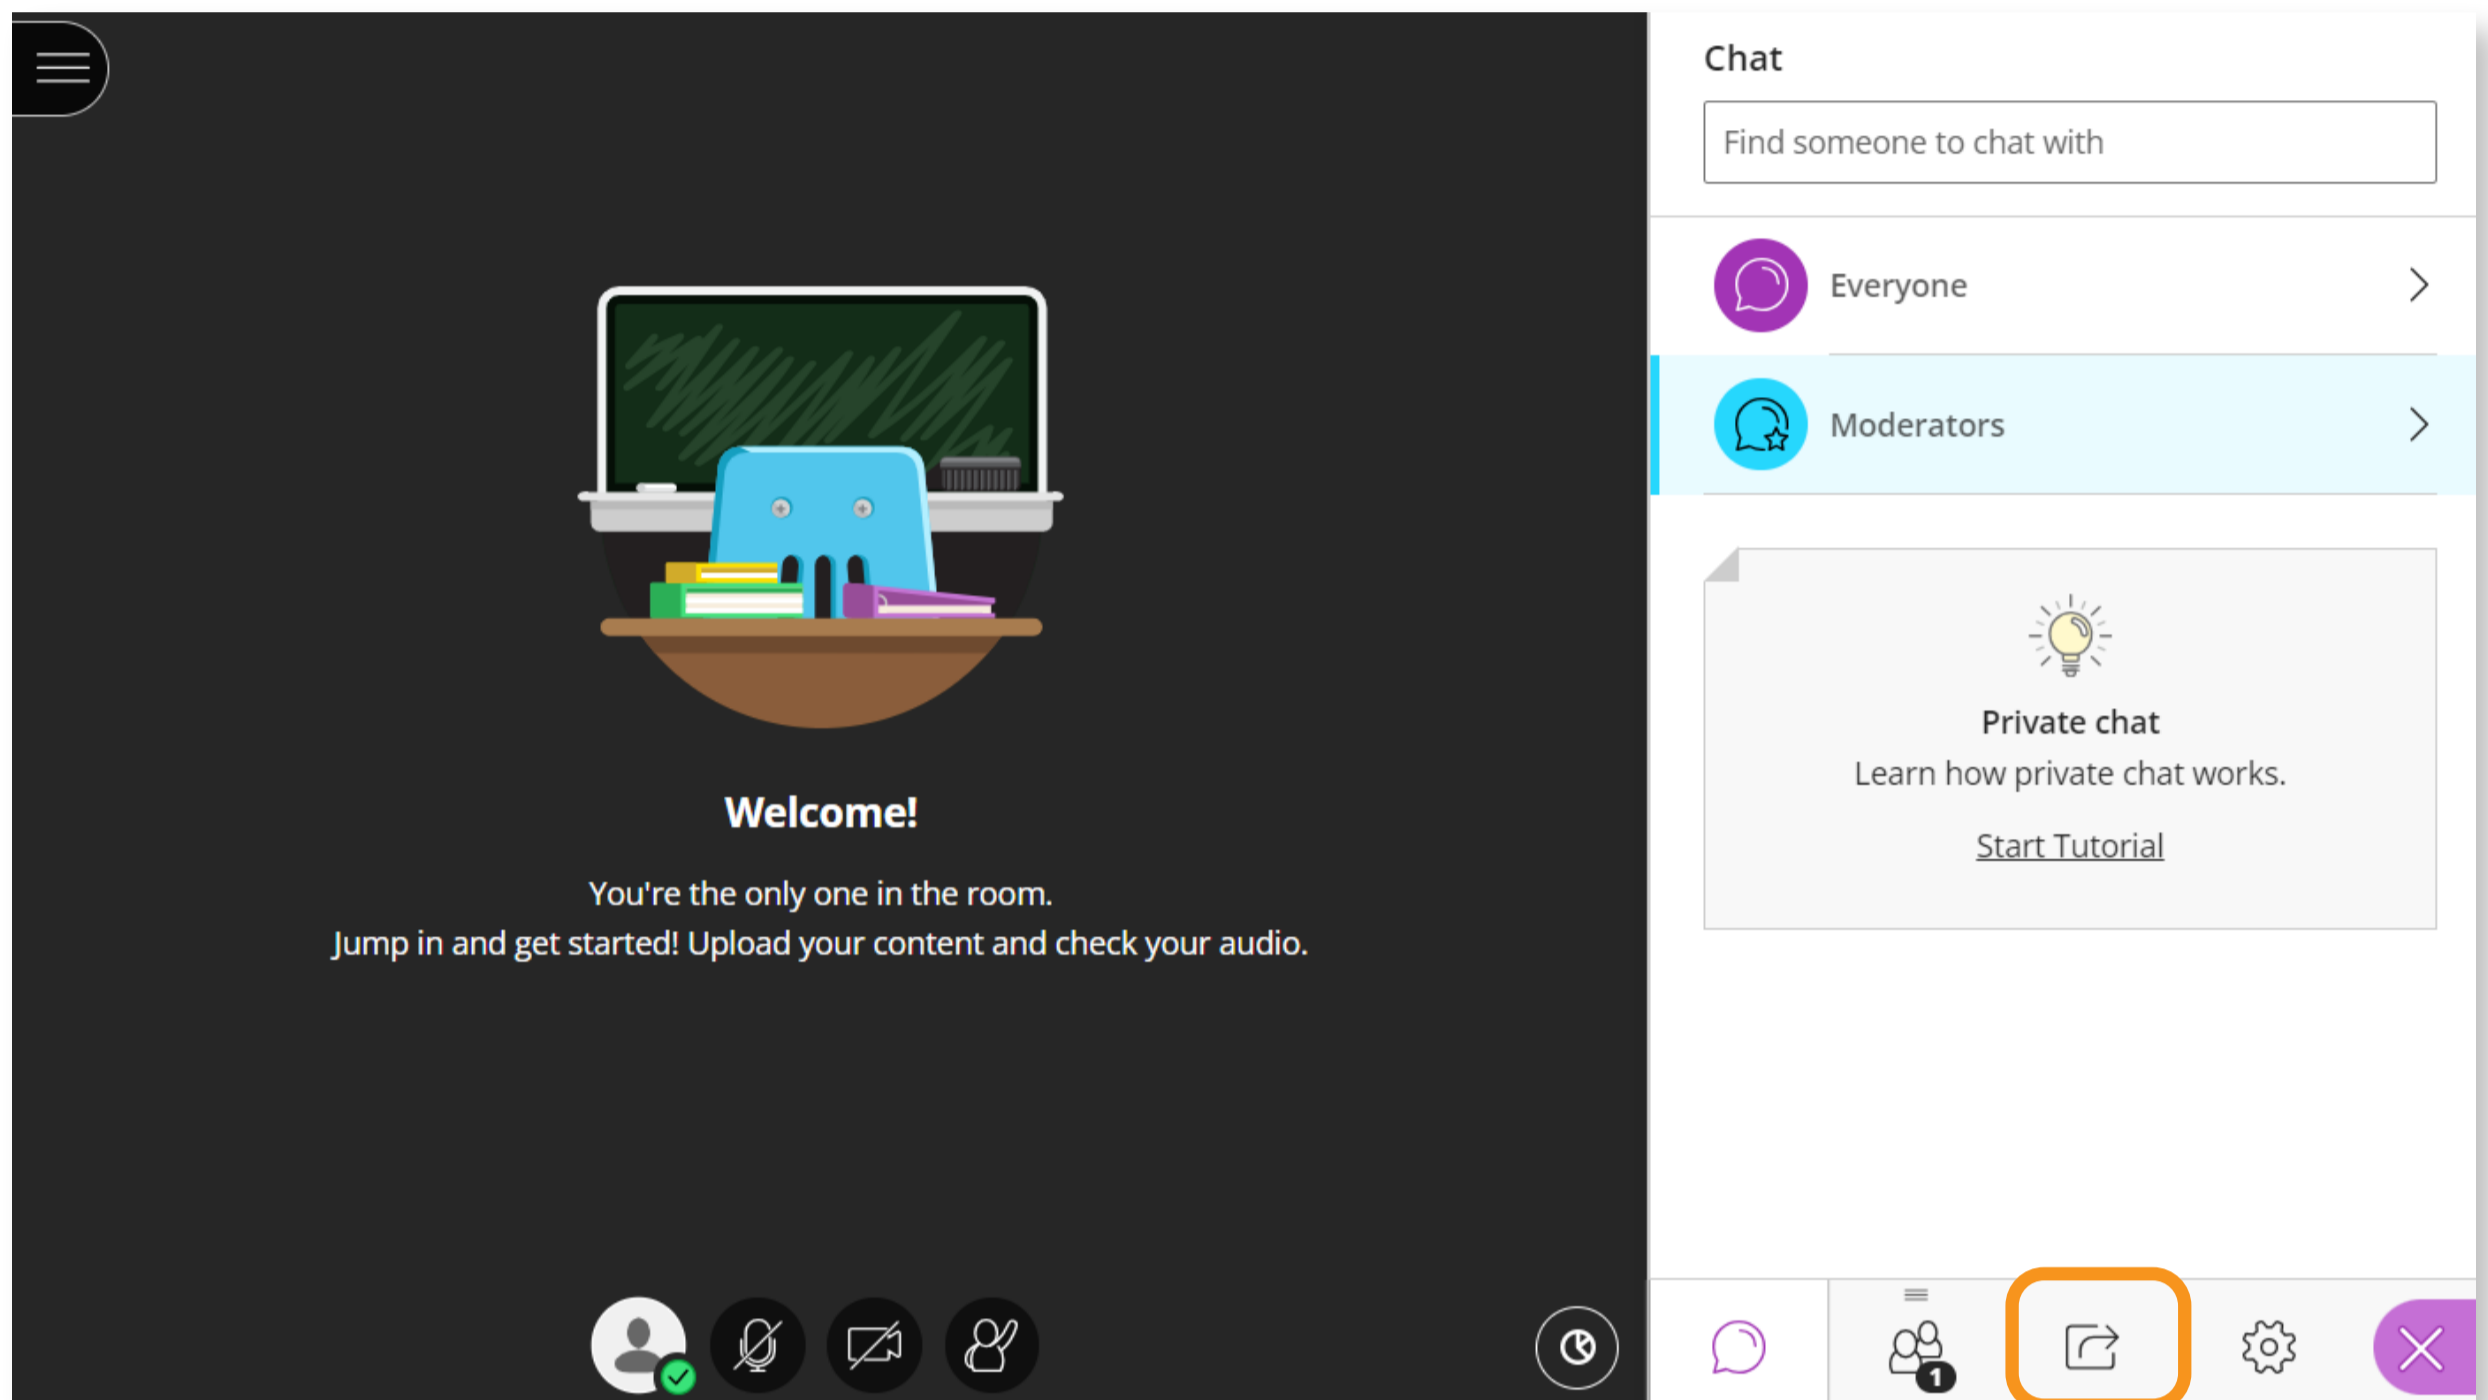 Chat
Find someone to chat with
Everyone
Moderators
Private chat
Learn how private chat works.
Start Tutorial
Welcome!
You're the only one in the room.
Jump in and get started! Upload your content and check your audio.
1